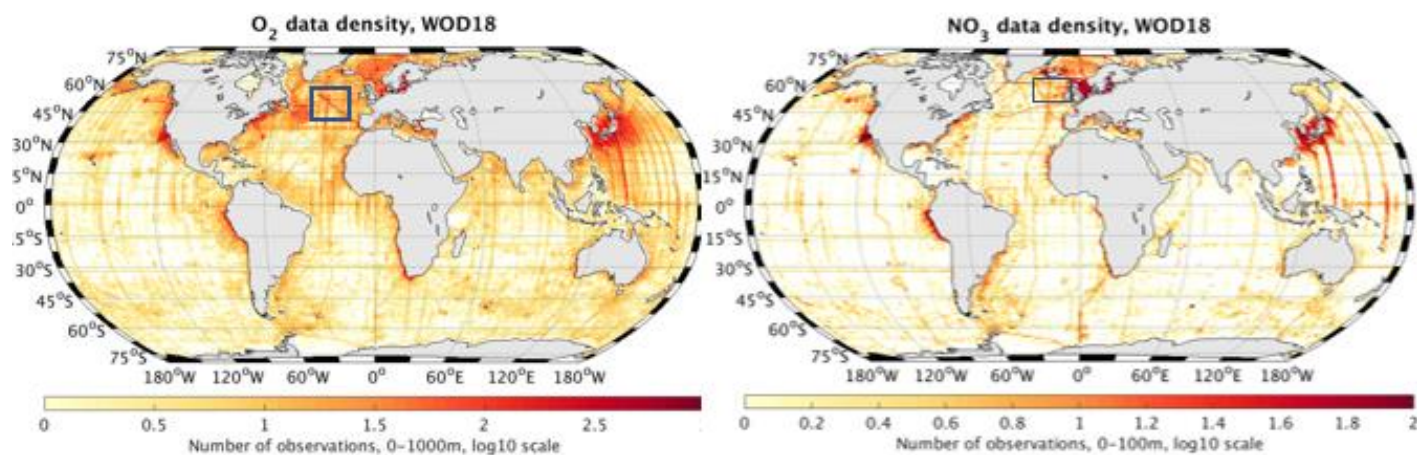 O₂ data density, WOD18
75°N
60°N
45°N
30°N
15°N
0°
15°S
30°S
45°S
60°S
75°S
180°W 120°W 60°W 0° 60°E 120°E 180°W
0 0.5 1 1.5 2 2.5
Number of observations, 0-1000m, log10 scale
NO₃ data density, WOD18
75°N
60°N
45°N
30°N
15°N
0°
15°S
30°S
45°S
60°S
75°S
180°W 120°W 60°W 0° 60°E 120°E 180°W
0 0.2 0.4 0.6 0.8 1 1.2 1.4 1.6 1.8 2
Number of observations, 0-100m, log10 scale